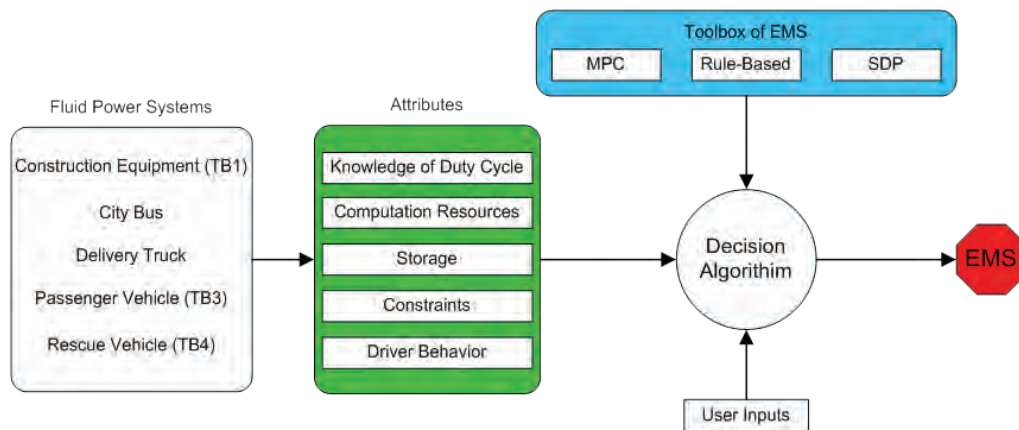 Toolbox of EMS
MPC
Rule-Based
SDP
Fluid Power Systems
Attributes
Construction Equipment (TB1)
City Bus
Delivery Truck
Passenger Vehicle (TB3)
Rescue Vehicle (TB4)
Knowledge of Duty Cycle
Computation Resources
Storage
Constraints
Driver Behavior
Decision
Algorithim
EMS
User Inputs